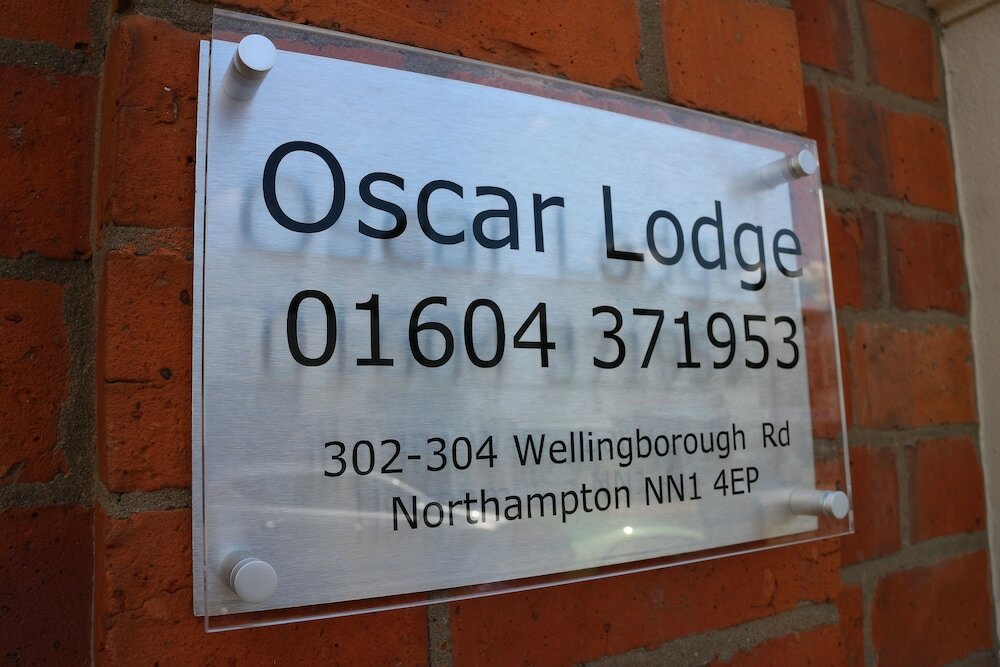 Oscar Lodge
01604 371953
302-304 Wellingborough Rd
Northampton NN1 4EP